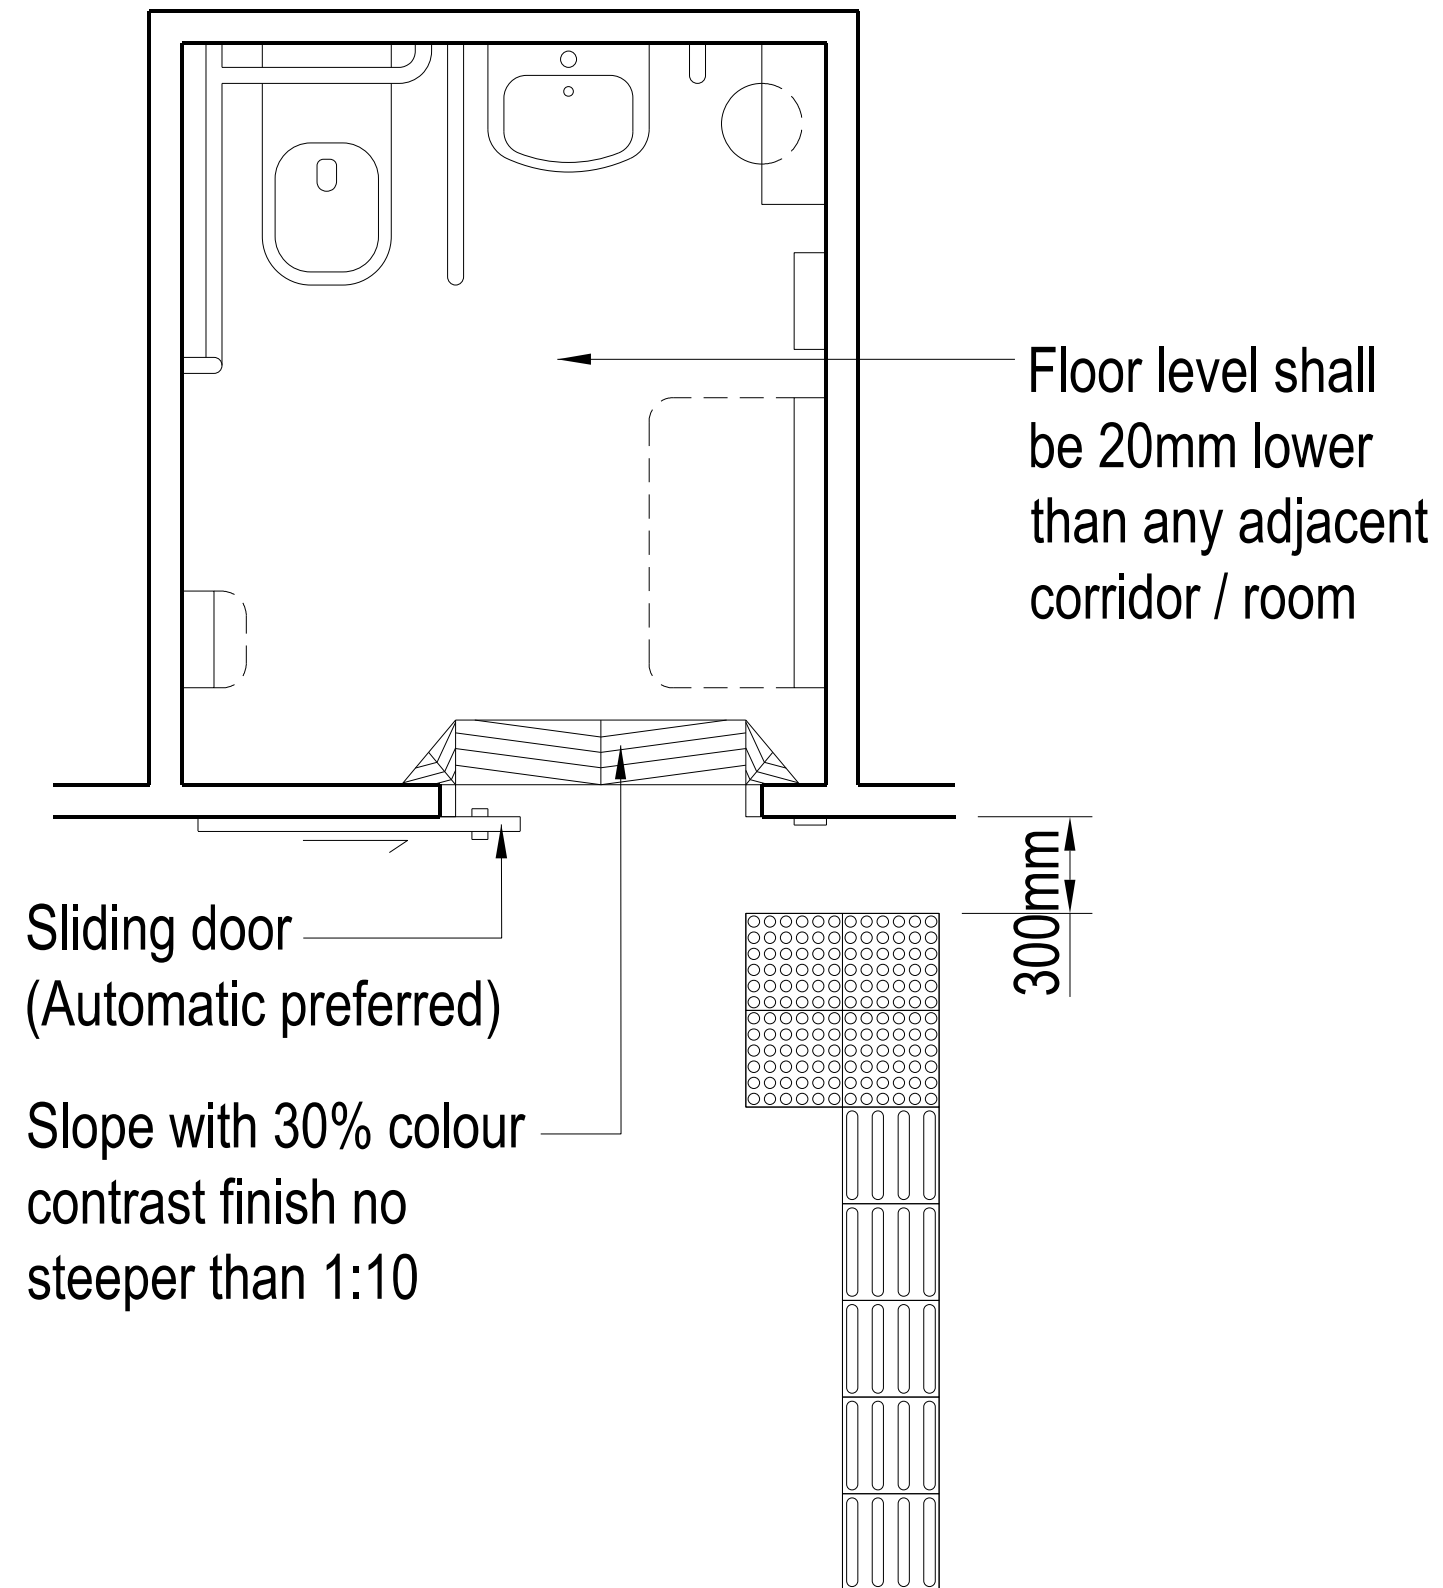 Floor level shall
be 20mm lower
than any adjacent
corridor / room
300mm
Sliding door
(Automatic preferred)
Slope with 30% colour
contrast finish no
steeper than 1:10